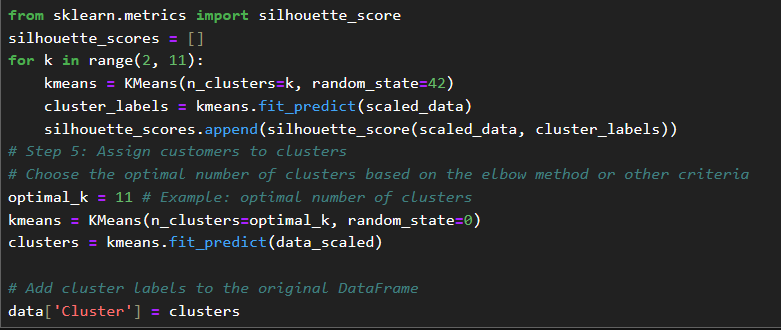 from sklearn.metrics import silhouette_score
silhouette_scores = []
for k in range(2, 11):
    kmeans = KMeans(n_clusters=k, random_state=42)
    cluster_labels = kmeans.fit_predict(scaled_data)
    silhouette_scores.append(silhouette_score(scaled_data, cluster_labels))
# Step 5: Assign customers to clusters
# Choose the optimal number of clusters based on the elbow method or other criteria
optimal_k = 11 # Example: optimal number of clusters
kmeans = KMeans(n_clusters=optimal_k, random_state=0)
clusters = kmeans.fit_predict(data_scaled)

# Add cluster labels to the original DataFrame
data['Cluster'] = clusters